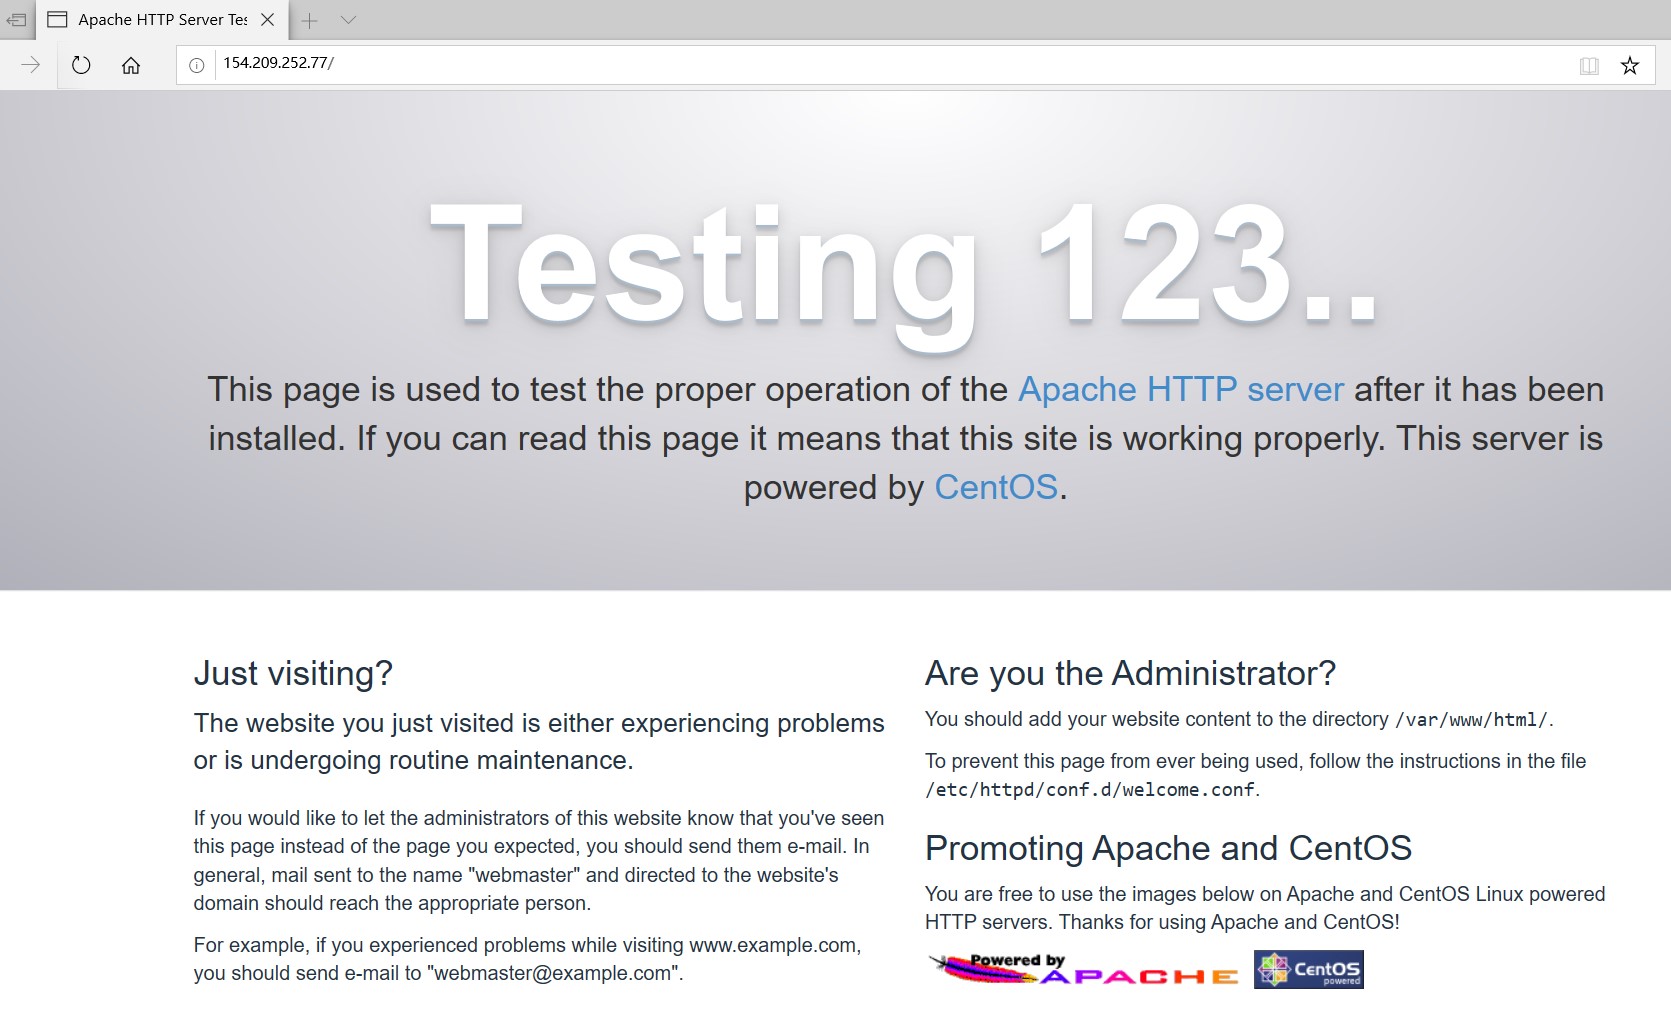 Apache HTTP Server Tes
154.209.252.77/
Testing 123..
This page is used to test the proper operation of the Apache HTTP server after it has been
installed. If you can read this page it means that this site is working properly. This server is
powered by CentOS.
Just visiting?
The website you just visited is either experiencing problems
or is undergoing routine maintenance.
If you would like to let the administrators of this website know that you've seen
this page instead of the page you expected, you should send them e-mail. In
general, mail sent to the name "webmaster" and directed to the website's
domain should reach the appropriate person.
For example, if you experienced problems while visiting www.example.com,
you should send e-mail to "webmaster@example.com".
Are you the Administrator?
You should add your website content to the directory /var/www/html/.
To prevent this page from ever being used, follow the instructions in the file
/etc/httpd/conf.d/welcome.conf.
Promoting Apache and CentOS
You are free to use the images below on Apache and CentOS Linux powered
HTTP servers. Thanks for using Apache and CentOS!
Powered by
APACHE
CentOS
powered